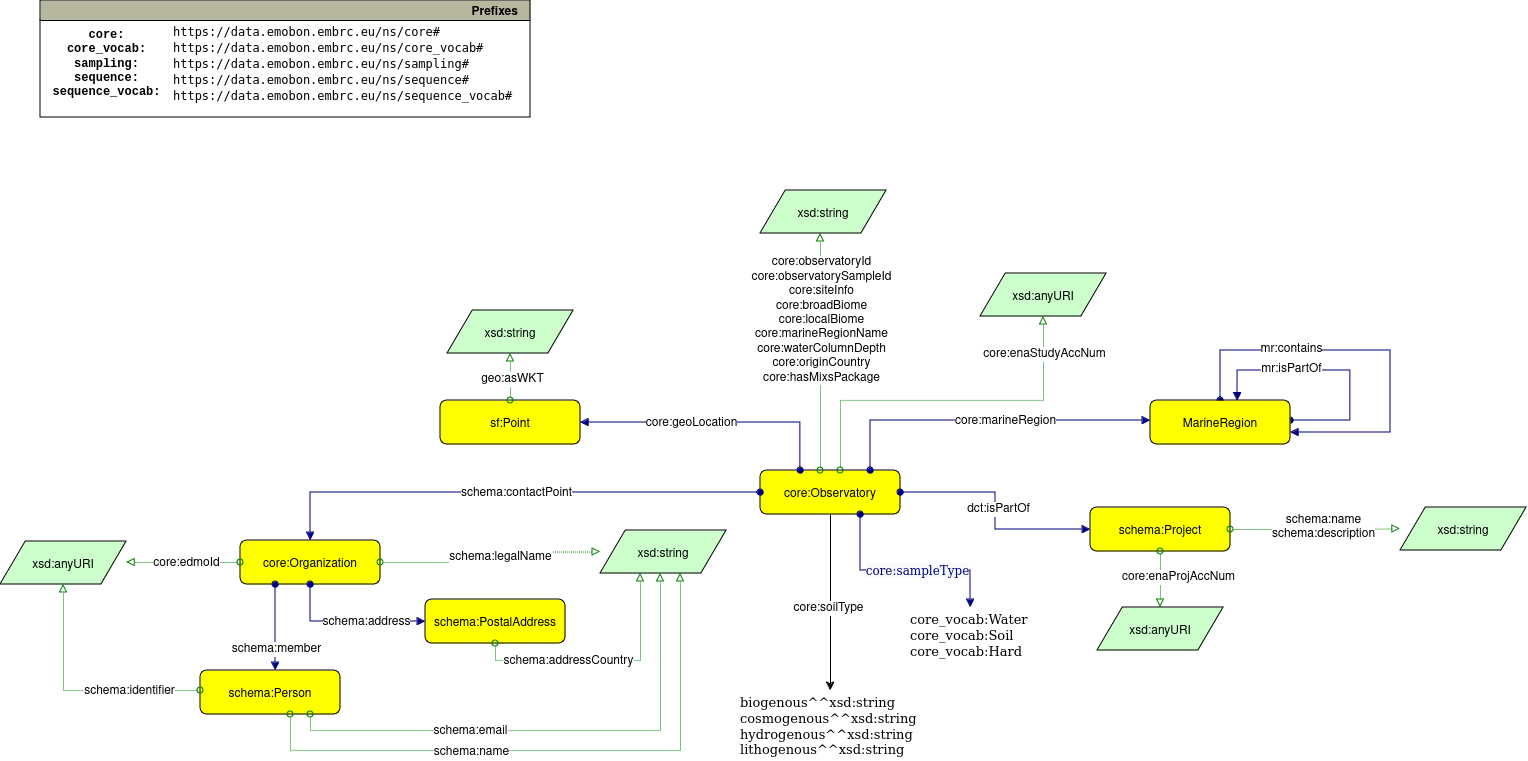 Prefixes
core: https://data.emobon.embrc.eu/ns/core#
core_vocab: https://data.emobon.embrc.eu/ns/core_vocab#
sampling: https://data.emobon.embrc.eu/ns/sampling#
sequence: https://data.emobon.embrc.eu/ns/sequence#
sequence_vocab: https://data.emobon.embrc.eu/ns/sequence_vocab#
xsd:string
core:observatoryId
core:observatorySampleId
core:siteInfo
core:broadBiome
core:localBiome
core:marineRegionName
core:waterColumnDepth
core:originCountry
core:hasMixsPackage
xsd:anyURI
core:enaStudyAccNum
xsd:string
geo:asWKT
sf:Point
core:geoLocation
core:marineRegion
mr:contains
mr:isPartOf
MarineRegion
schema:contactPoint
core:Observatory
dct:isPartOf
schema:Project
schema:name
schema:description
xsd:string
core:enaProjAccNum
xsd:anyURI
xsd:anyURI
core:edmoId
core:Organization
schema:legalName
xsd:string
core:sampleType
core_vocab:Water
core_vocab:Soil
core_vocab:Hard
core:soilType
schema:address
schema:PostalAddress
schema:addressCountry
schema:member
schema:identifier
schema:Person
schema:email
schema:name
biogenous^^xsd:string
cosmogenous^^xsd:string
hydrogenous^^xsd:string
lithogenous^^xsd:string